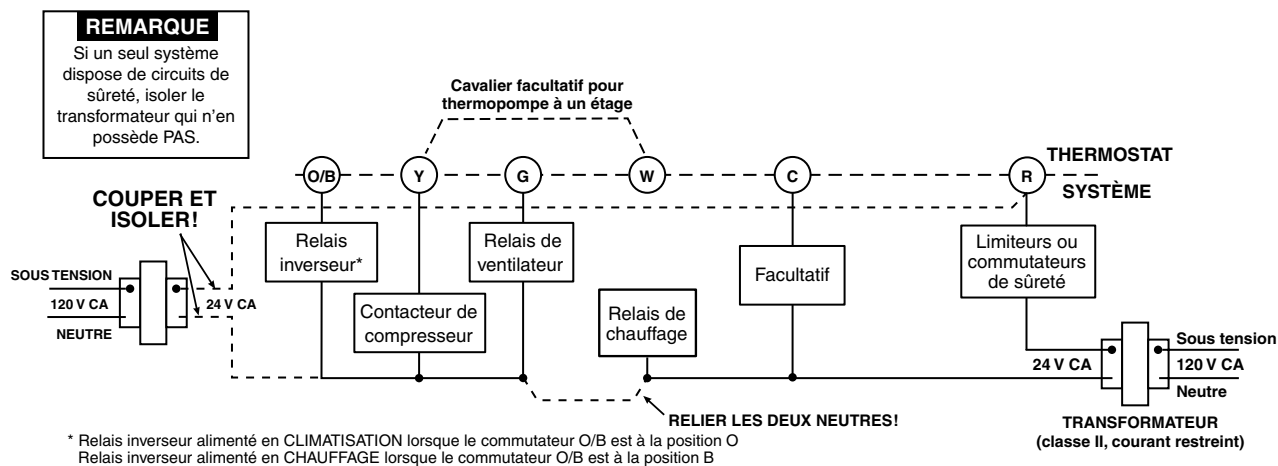 REMARQUE
Si un seul système
dispose de circuits de
sûreté, isoler le
transformateur qui n'en
possède PAS.
Cavalier facultatif pour
thermopompe à un étage
O/B
Y
G
W
C
R
THERMOSTAT
SYSTÈME
COUPER ET
ISOLER!
Relais
inverseur*
Relais de
ventilateur
Limiteurs ou
commutateurs
de sûreté
Facultatif
Contacteur de
compresseur
Relais de
chauffage
SOUS TENSION
120 V CA
24 V CA
NEUTRE
Sous tension
24 V CA
120 V CA
Neutre
RELIER LES DEUX NEUTRES!
TRANSFORMATEUR
(classe II, courant restreint)
* Relais inverseur alimenté en CLIMATISATION lorsque le commutateur O/B est à la position O
Relais inverseur alimenté en CHAUFFAGE lorsque le commutateur O/B est à la position B